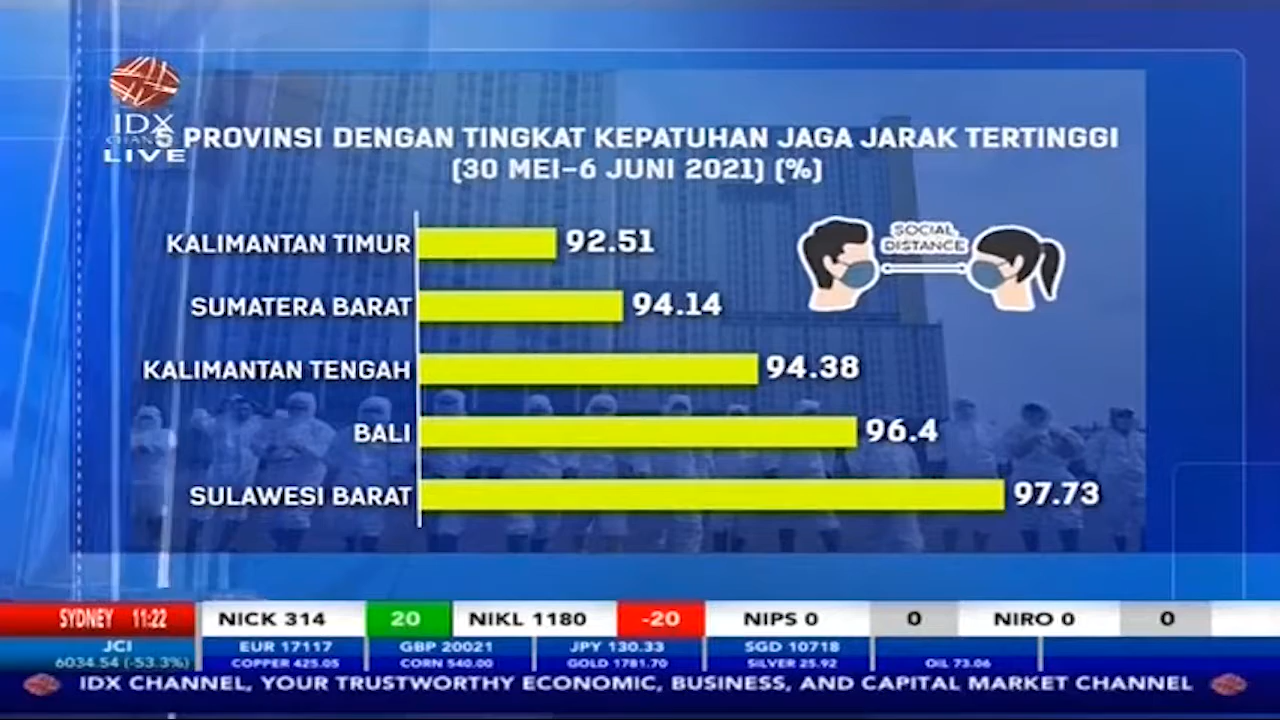 IDX
CHANNEL
LIVE
5 PROVINSI DENGAN TINGKAT KEPATUHAN JAGA JARAK TERTINGGI
(30 MEI-6 JUNI 2021) (%)
SOCIAL
DISTANCE
KALIMANTAN TIMUR 92.51
SUMATERA BARAT 94.14
KALIMANTAN TENGAH 94.38
BALI 96.4
SULAWESI BARAT 97.73
SYDNEY 11:22 NICK 314 20 NIKL 1180 -20 NIPS 0 0 NIRO 0 0
JCI EUR 17117 GBP 20021 JPY 130.33 SGD 10718
6034.54 (-53.3%) COPPER 425.05 CORN 540.00 GOLD 1781.70 SILVER 25.92 OIL 73.06
IDX CHANNEL, YOUR TRUSTWORTHY ECONOMIC, BUSINESS, AND CAPITAL MARKET CHANNEL